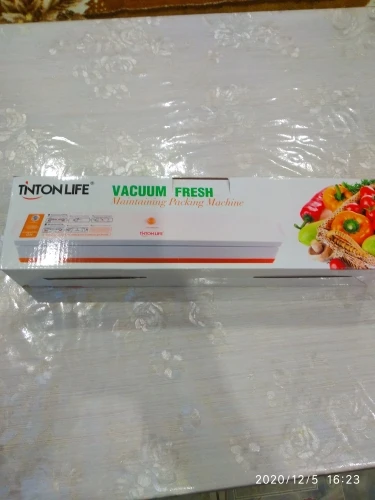 TINTON LIFE®
VACUUM FRESH
Maintaining Packing Machine
TINTON LIFE
2020/12/5 16:23